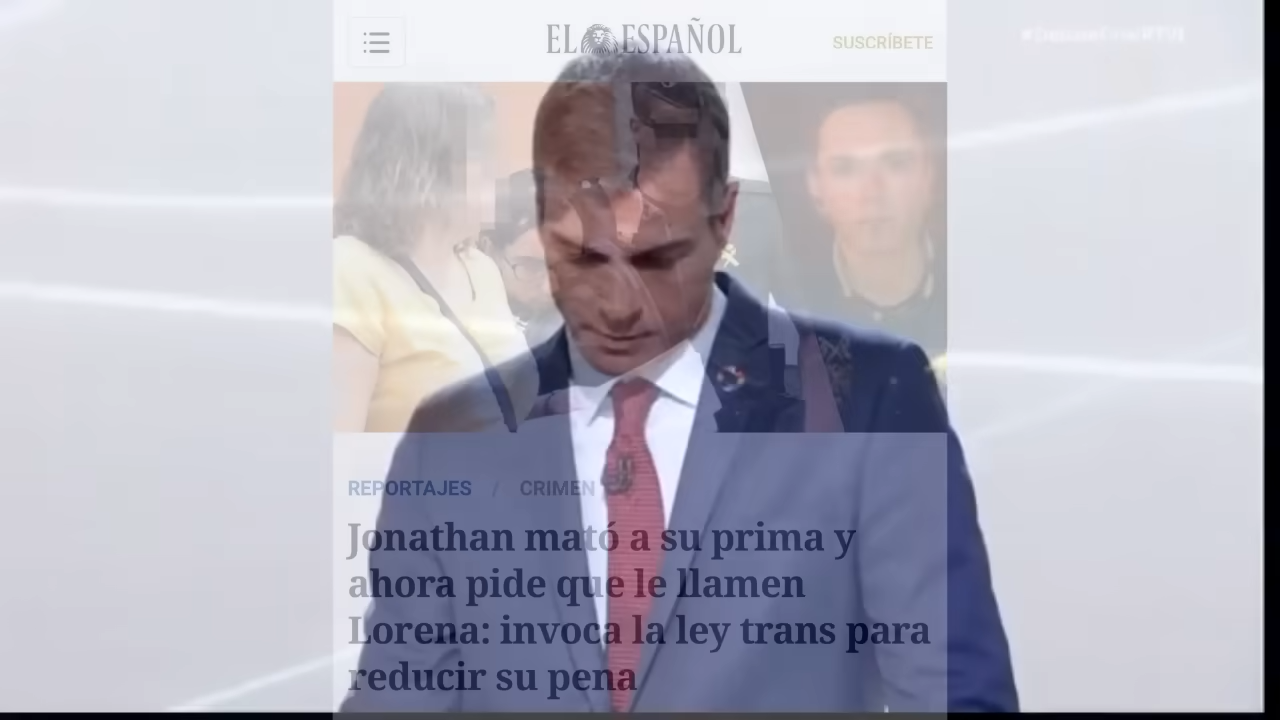 EL ESPAÑOL
SUSCRÍBETE
REPORTAJES / CRIMEN
Jonathan mató a su prima y
ahora pide que le llamen
Lorena: invoca la ley trans para
reducir su pena